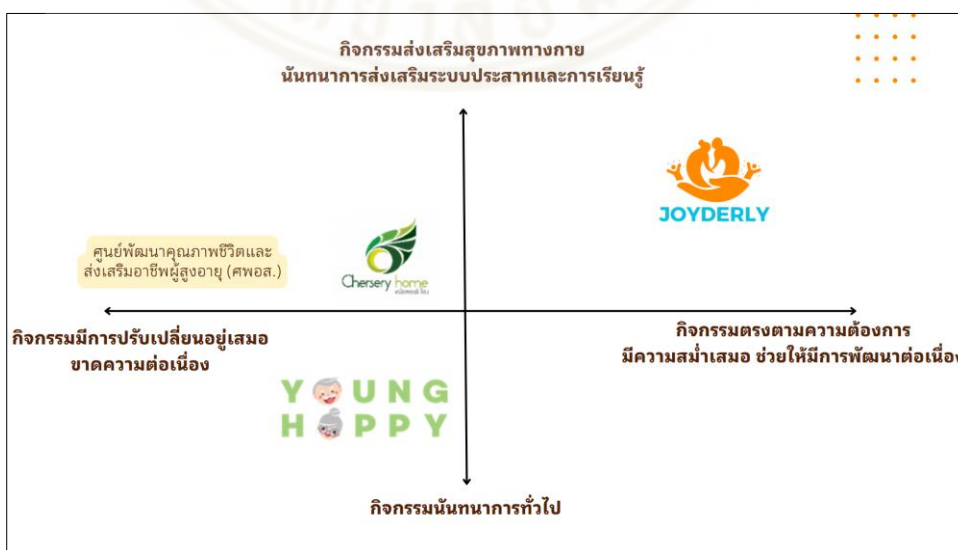 กิจกรรมส่งเสริมสุขภาพทางกาย
นันทนาการส่งเสริมระบบประสาทและการเรียนรู้
JOYDERLY
ศูนย์พัฒนาคุณภาพชีวิตและ
ส่งเสริมอาชีพผู้สูงอายุ (ศพอส.)
Chersery home
กิจกรรมมีการปรับเปลี่ยนอยู่เสมอ
ขาดความต่อเนื่อง
กิจกรรมตรงตามความต้องการ
มีความสม่ำเสมอ ช่วยให้มีการพัฒนาต่อเนื่อง
YOUNG
HAPPY
กิจกรรมนันทนาการทั่วไป